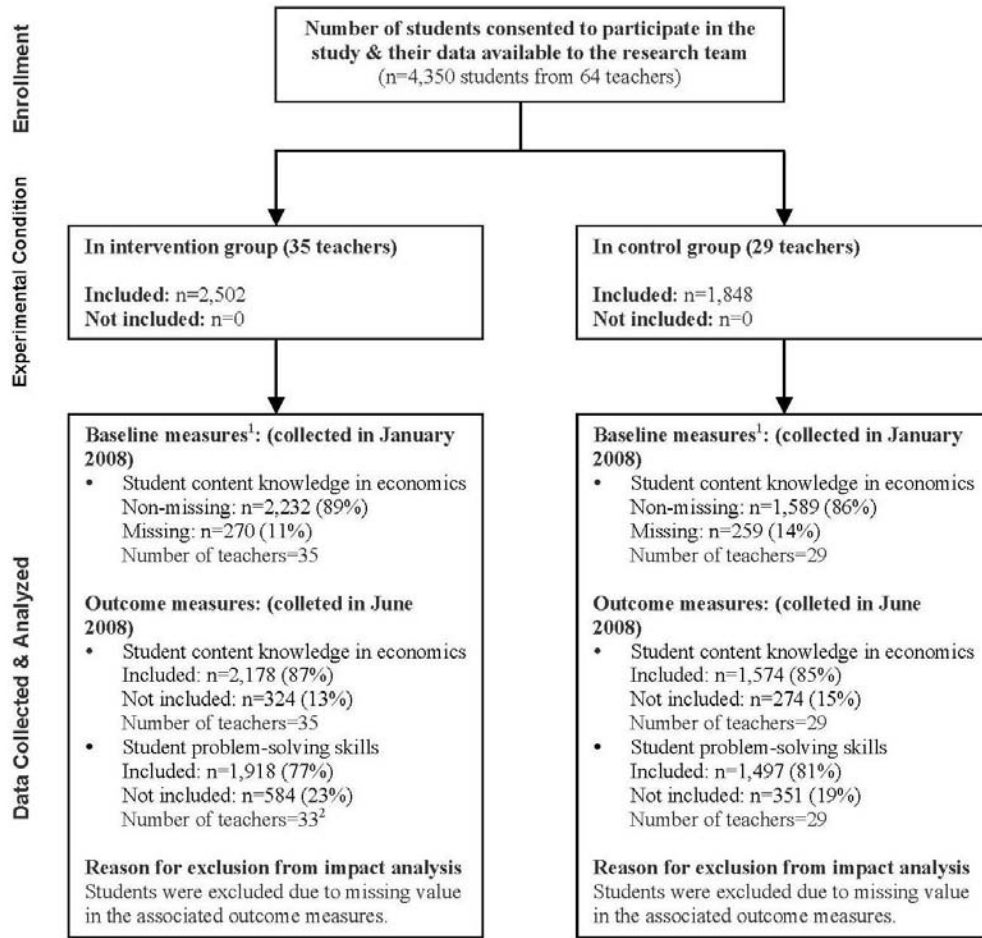 Enrollment
Number of students consented to participate in the
study & their data available to the research team
(n=4,350 students from 64 teachers)
Experimental Condition
In intervention group (35 teachers)
Included: n=2,502
Not included: n=0
In control group (29 teachers)
Included: n=1,848
Not included: n=0
Data Collected & Analyzed
Baseline measures¹: (collected in January
2008)
• Student content knowledge in economics
Non-missing: n=2,232 (89%)
Missing: n=270 (11%)
Number of teachers=35
Outcome measures: (colleted in June
2008)
• Student content knowledge in economics
Included: n=2,178 (87%)
Not included: n=324 (13%)
Number of teachers=35
• Student problem-solving skills
Included: n=1,918 (77%)
Not included: n=584 (23%)
Number of teachers=33²
Reason for exclusion from impact analysis
Students were excluded due to missing value
in the associated outcome measures.
Baseline measures¹: (collected in January
2008)
• Student content knowledge in economics
Non-missing: n=1,589 (86%)
Missing: n=259 (14%)
Number of teachers=29
Outcome measures: (colleted in June
2008)
• Student content knowledge in economics
Included: n=1,574 (85%)
Not included: n=274 (15%)
Number of teachers=29
• Student problem-solving skills
Included: n=1,497 (81%)
Not included: n=351 (19%)
Number of teachers=29
Reason for exclusion from impact analysis
Students were excluded due to missing value
in the associated outcome measures.